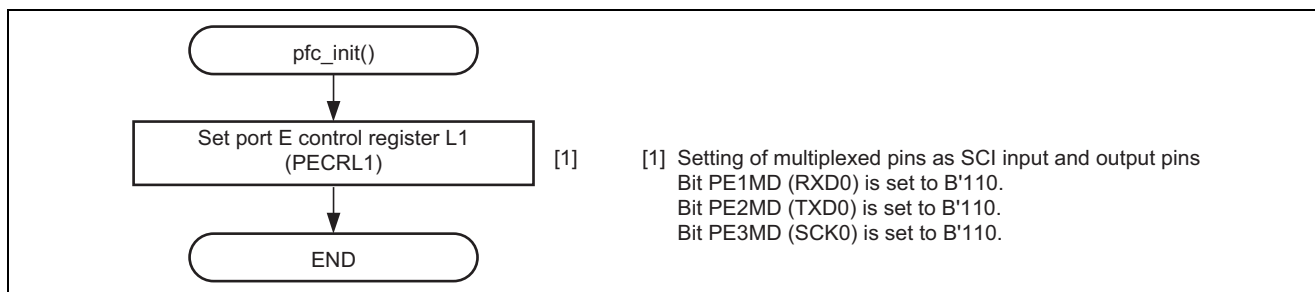 pfc_init()
Set port E control register L1
(PECRL1)
[1]
[1] Setting of multiplexed pins as SCI input and output pins
Bit PE1MD (RXD0) is set to B'110.
Bit PE2MD (TXD0) is set to B'110.
Bit PE3MD (SCK0) is set to B'110.
END